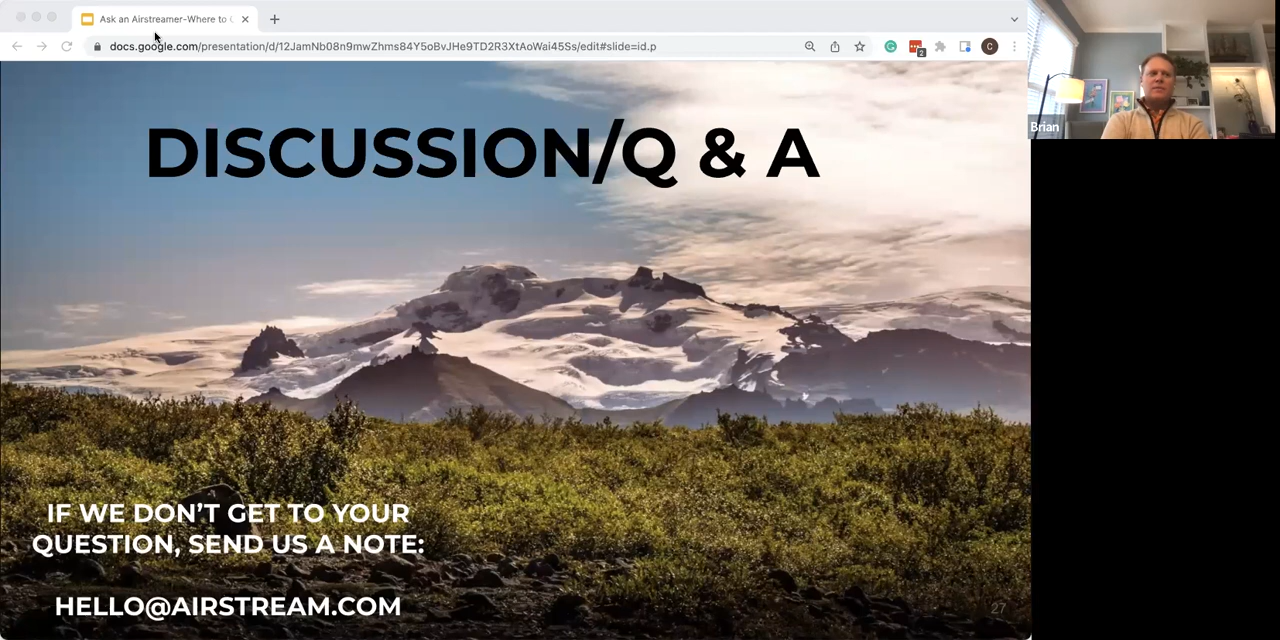 Ask an Airstreamer-Where to
docs.google.com/presentation/d/12JamNb08n9mwZhms84Y5oBvJHe9TD2R3XtAoWai45Ss/edit#slide=id.p
2
C
Brian
DISCUSSION/Q & A
IF WE DON’T GET TO YOUR
QUESTION, SEND US A NOTE:
HELLO@AIRSTREAM.COM
27